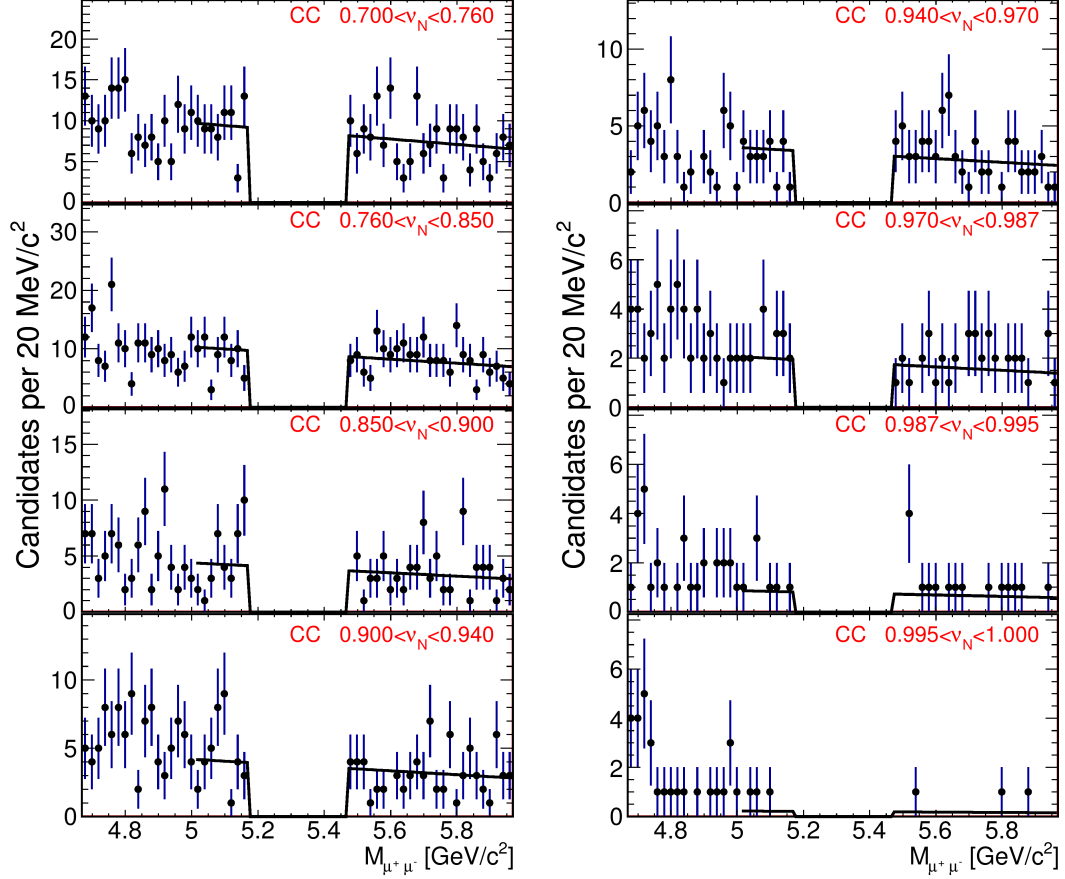 Candidates per 20 MeV/c²
CC 0.700<ν_N<0.760
20
15
10
5
0
CC 0.760<ν_N<0.850
30
20
10
0
CC 0.850<ν_N<0.900
15
10
5
0
CC 0.900<ν_N<0.940
10
5
0
4.8 5 5.2 5.4 5.6 5.8
M_μ⁺ μ⁻ [GeV/c²]
Candidates per 20 MeV/c²
CC 0.940<ν_N<0.970
10
5
0
CC 0.970<ν_N<0.987
6
4
2
0
CC 0.987<ν_N<0.995
6
4
2
0
CC 0.995<ν_N<1.000
6
4
2
0
4.8 5 5.2 5.4 5.6 5.8
M_μ⁺ μ⁻ [GeV/c²]